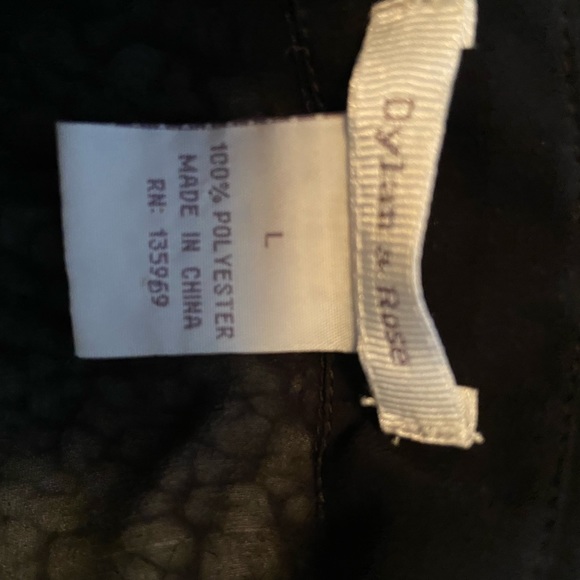 Dylan & Rose
L
100% POLYESTER
MADE IN CHINA
RN: 135969